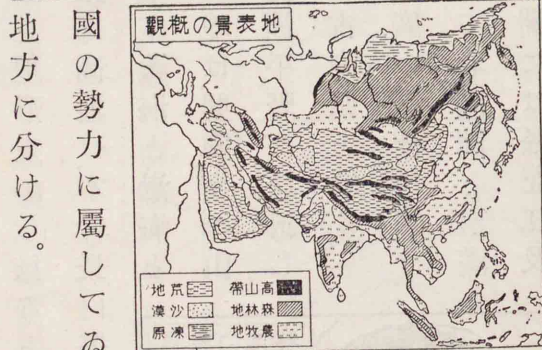 地表景の概觀
高山帶
森林地
農牧地
荒地
沙漠
凍原
國の勢力に屬してゐ
地方に分ける。